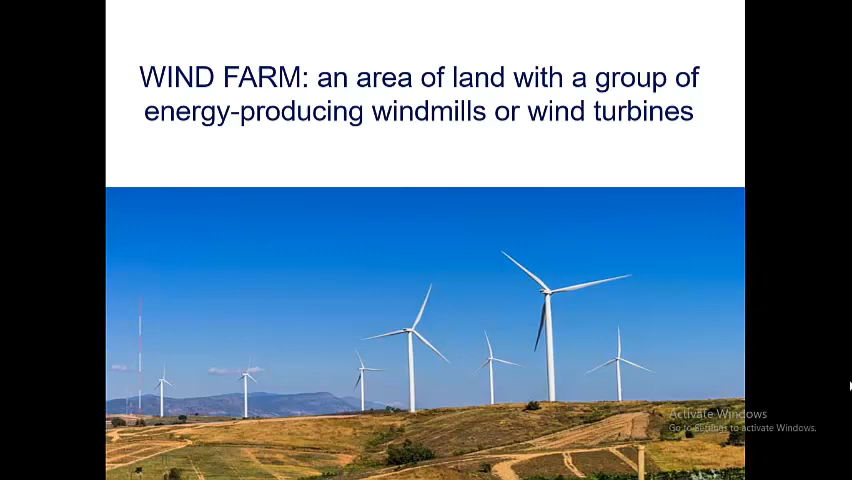 WIND FARM: an area of land with a group of
energy-producing windmills or wind turbines
Activate Windows
Go to Settings to activate Windows.